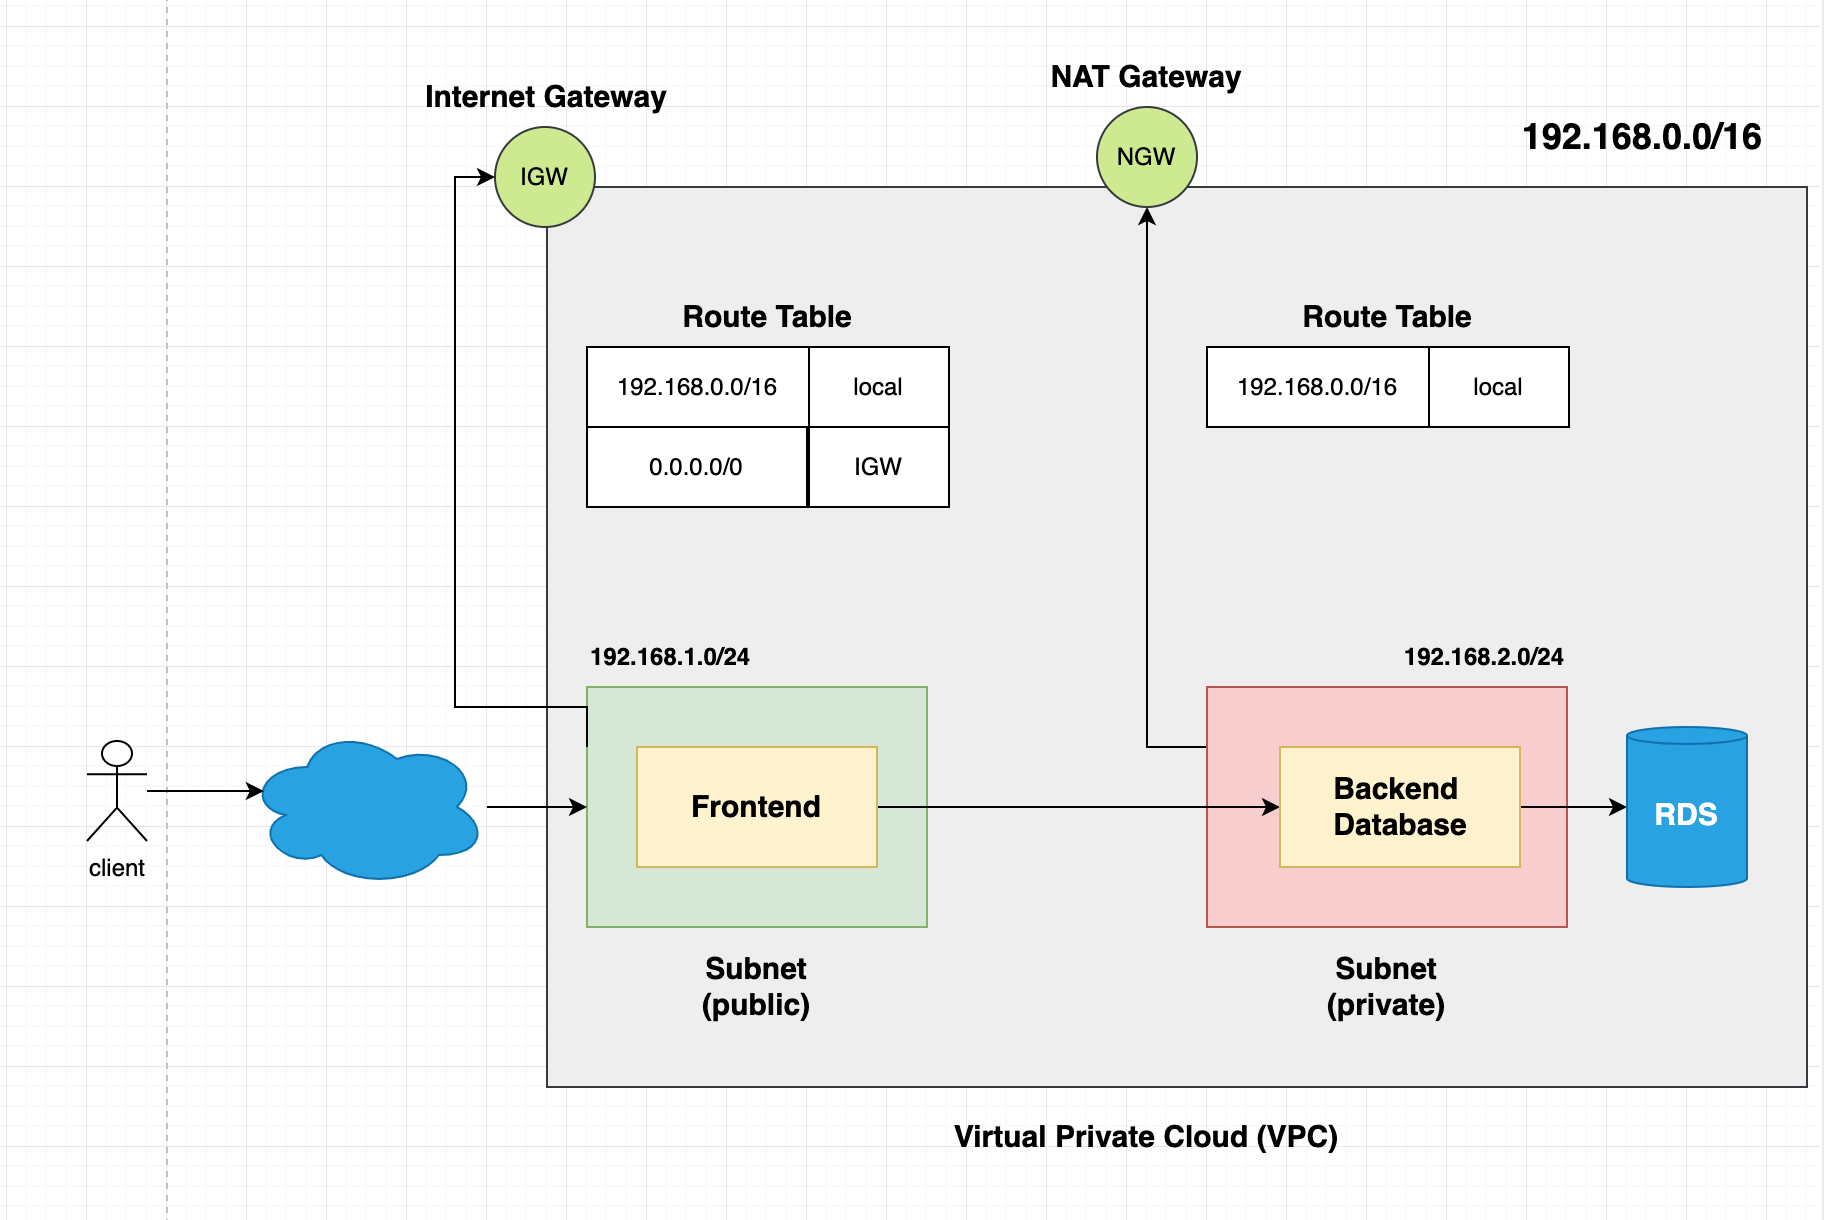 NAT Gateway
Internet Gateway
NGW
192.168.0.0/16
IGW
Route Table
192.168.0.0/16 local
0.0.0.0/0 IGW
Route Table
192.168.0.0/16 local
192.168.1.0/24
192.168.2.0/24
client
Frontend
Backend
Database
RDS
Subnet
(public)
Subnet
(private)
Virtual Private Cloud (VPC)